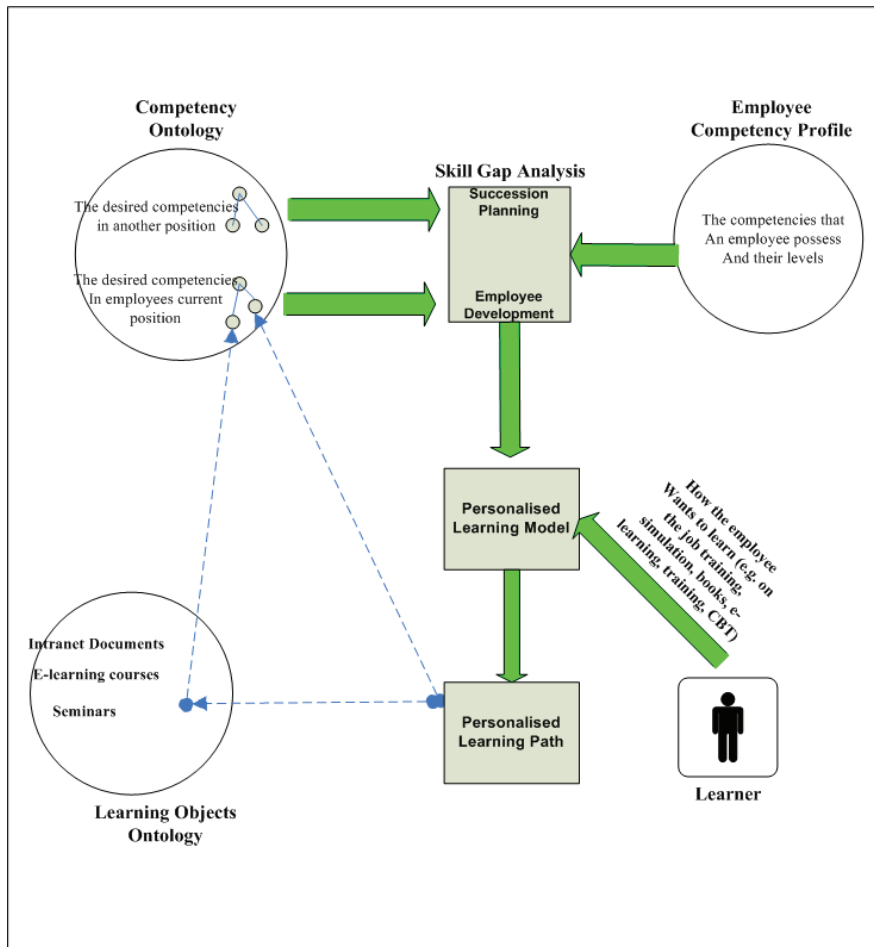 Competency
Ontology
The desired competencies
in another position
The desired competencies
In employees current
position
Skill Gap Analysis
Succession
Planning
Employee
Development
Employee
Competency Profile
The competencies that
An employee possess
And their levels
Personalised
Learning Model
How the employee
Wants to learn (e.g. on
the job training,
simulation, books, e-
learning, training, CBT)
Intranet Documents
E-learning courses
Seminars
Learning Objects
Ontology
Personalised
Learning Path
Learner